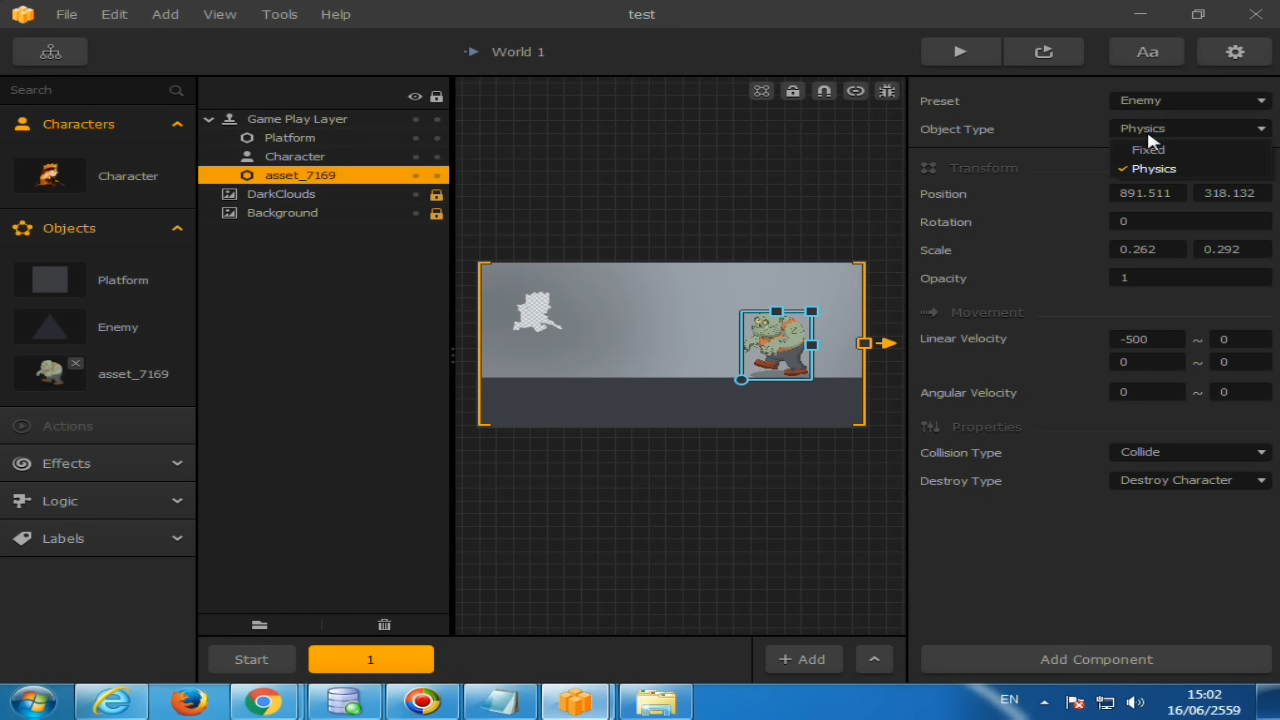 File Edit Add View Tools Help
test
World 1
Aa
Search
Characters
Character
Objects
Platform
Enemy
asset_7169
Actions
Effects
Logic
Labels
Game Play Layer
Platform
Character
asset_7169
DarkClouds
Background
Start
1
+ Add
Preset Enemy
Object Type Physics
Fixed
Physics
Transform
Position 891.511 318.132
Rotation 0
Scale 0.262 0.292
Opacity 1
Movement
Linear Velocity -500 ~ 0
0 ~ 0
Angular Velocity 0 ~ 0
Properties
Collision Type Collide
Destroy Type Destroy Character
Add Component
EN
15:02
16/06/2559